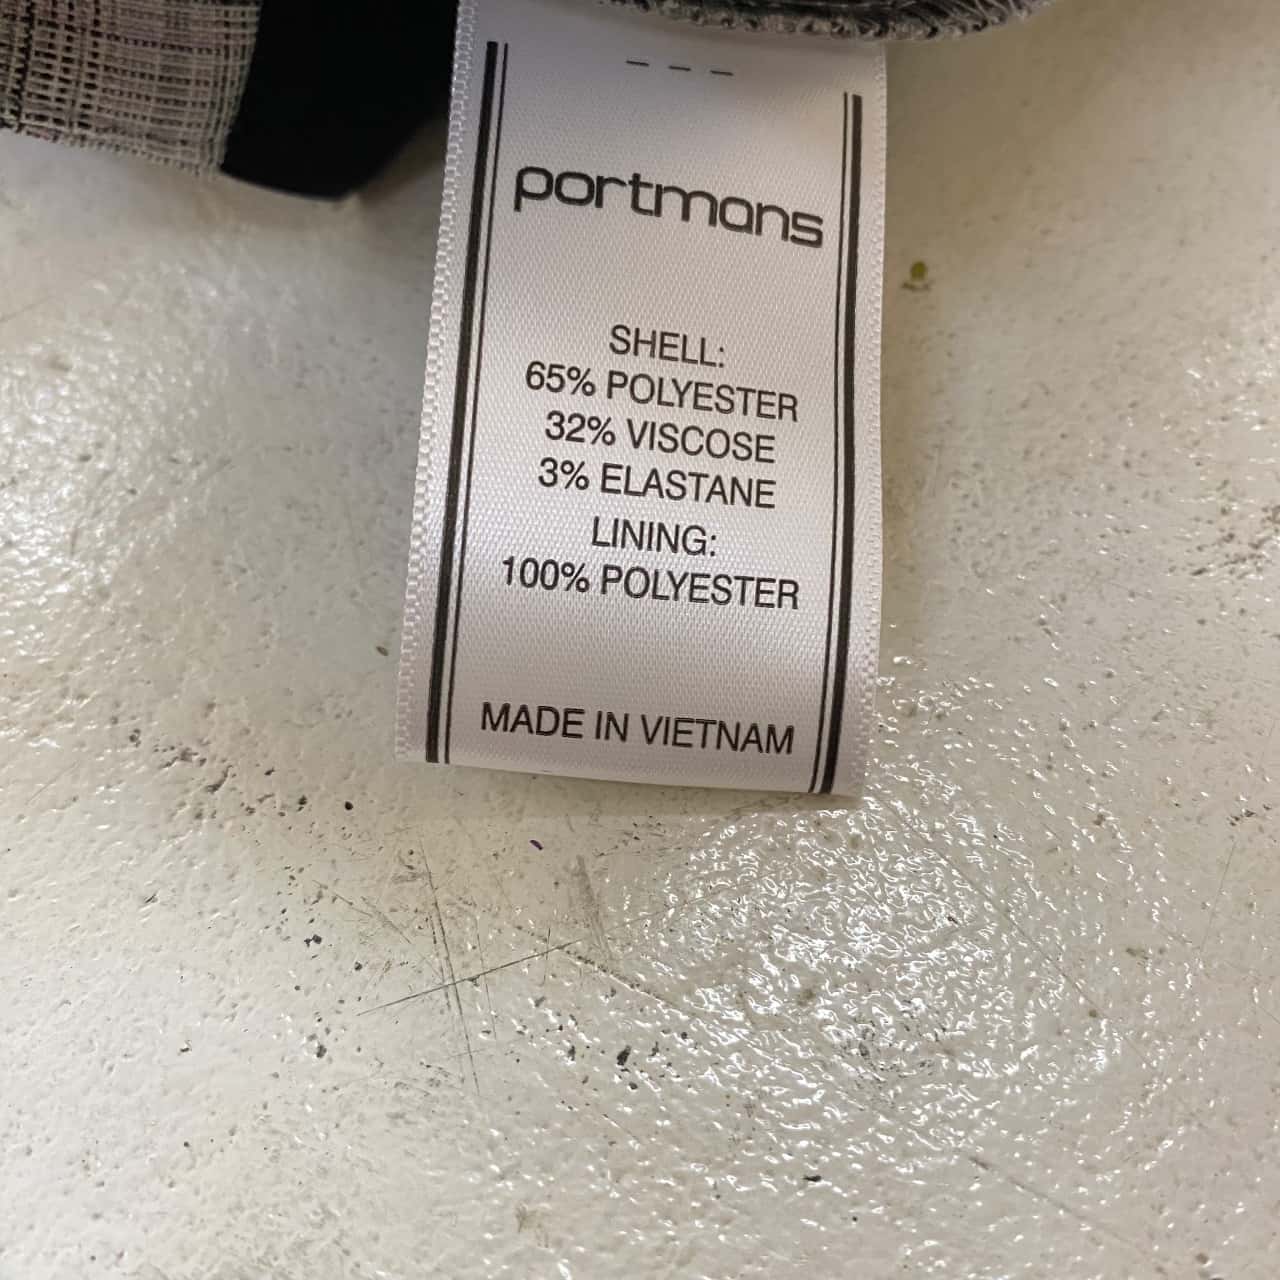 portmans
SHELL:
65% POLYESTER
32% VISCOSE
3% ELASTANE
LINING:
100% POLYESTER
MADE IN VIETNAM